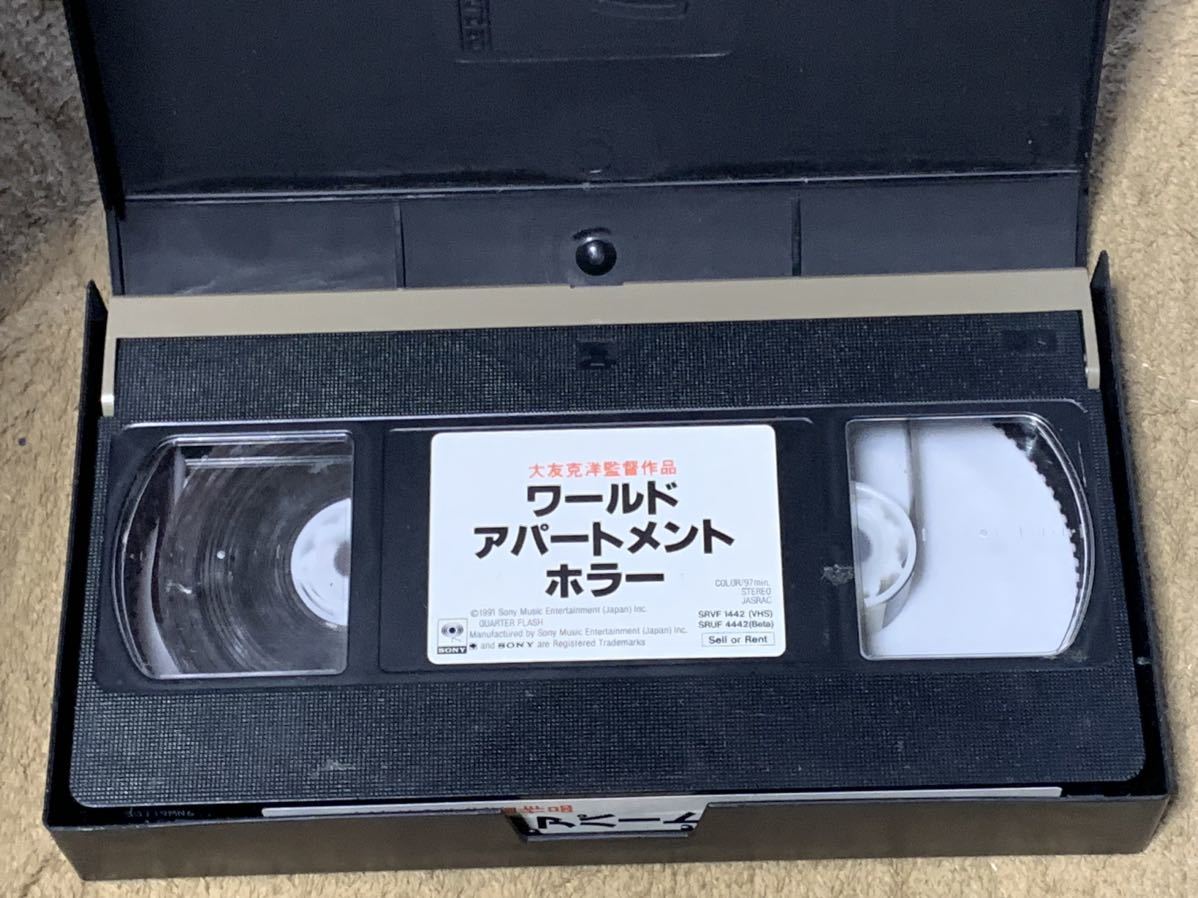 大友克洋監督作品
ワールド
アパートメント
ホラー
COLOR/97min.
STEREO
JASRAC
©1991 Sony Music Entertainment (Japan) Inc.
QUARTER FLASH
SRVF 1442 (VHS)
SRUF 4442(Beta)
Manufactured by Sony Music Entertainment (Japan) Inc.
SONY
and SONY are Registered Trademarks
Sell or Rent